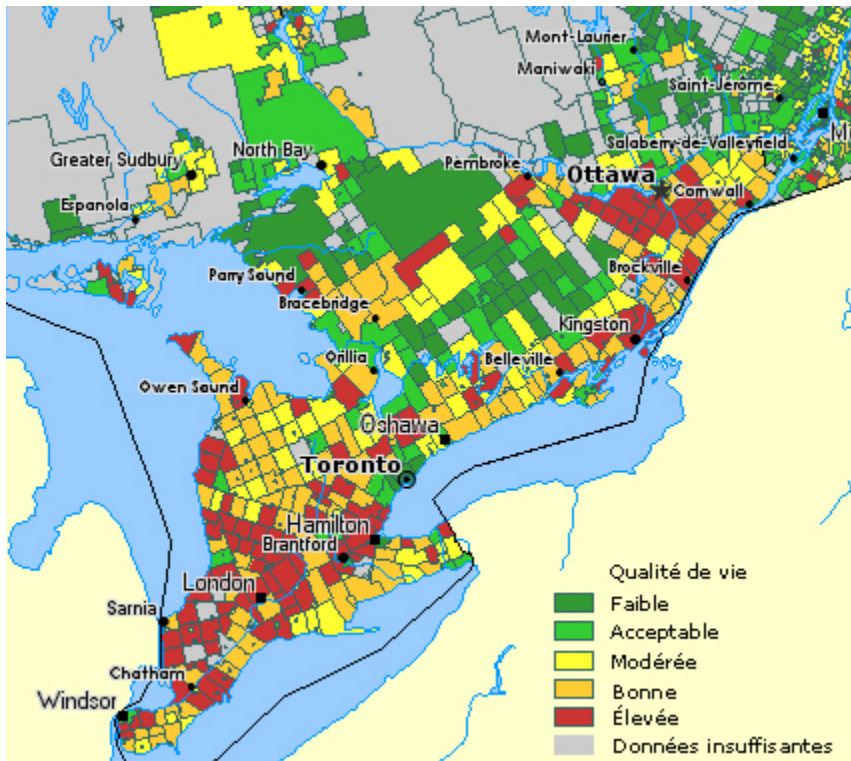 Mont-Laurier
Maniwaki
Saint-Jérome
Greater Sudbury
North Bay
Salaberry-de-Valleyfield
Pembroke
Ottawa
Cornwall
Espanola
Parry Sound
Brockville
Bracebridge
Kingston
Orillia
Belleville
Owen Sound
Oshawa
Toronto
Hamilton
Brantford
London
Sarnia
Chatham
Windsor
Qualité de vie
Faible
Acceptable
Modérée
Bonne
Élevée
Données insuffisantes